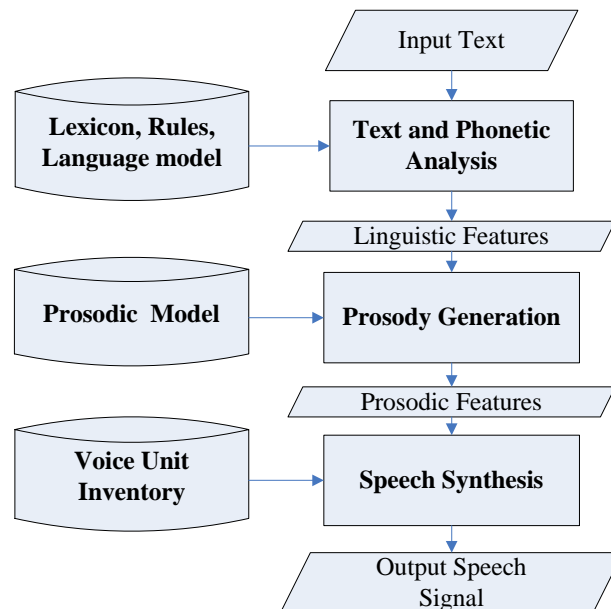 Input Text
Lexicon, Rules,
Language model
Text and Phonetic
Analysis
Linguistic Features
Prosodic  Model
Prosody Generation
Prosodic Features
Voice Unit
Inventory
Speech Synthesis
Output Speech
Signal